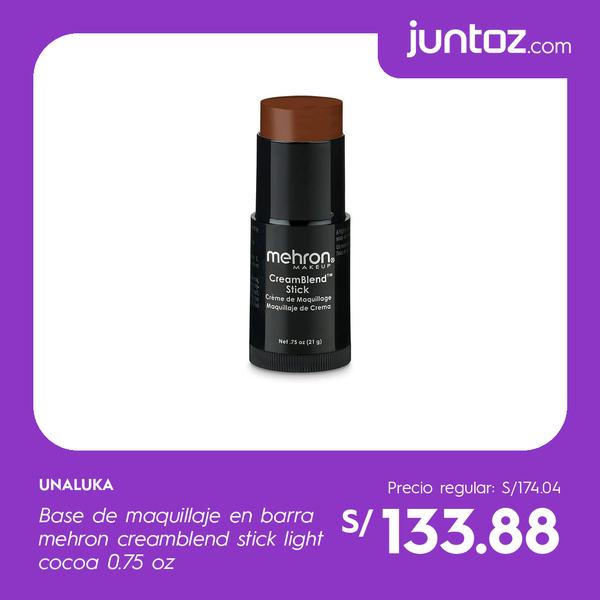 juntoz.com
mehron®
MAKEUP
CreamBlend™
Stick
Crème de Maquillage
Maquillaje de Crema
Net .75 oz (21 g)
UNALUKA
Precio regular: S/174.04
Base de maquillaje en barra
mehron creamblend stick light
cocoa 0.75 oz
S/ 133.88